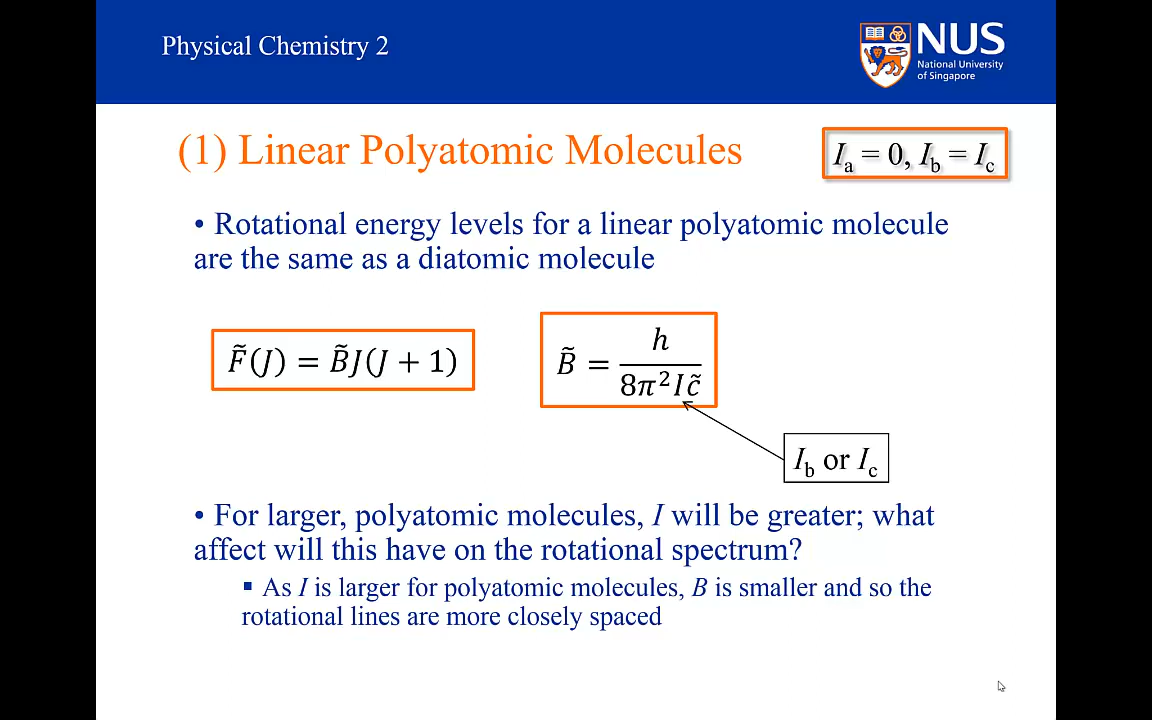 Physical Chemistry 2
NUS
National University
of Singapore
(1) Linear Polyatomic Molecules
Iₐ = 0, I_b = I_c
• Rotational energy levels for a linear polyatomic molecule
are the same as a diatomic molecule
F̃(J) = B̃J(J + 1)
B̃ = h / 8π²Ic̃
I_b or I_c
• For larger, polyatomic molecules, I will be greater; what
affect will this have on the rotational spectrum?
▪ As I is larger for polyatomic molecules, B is smaller and so the
rotational lines are more closely spaced